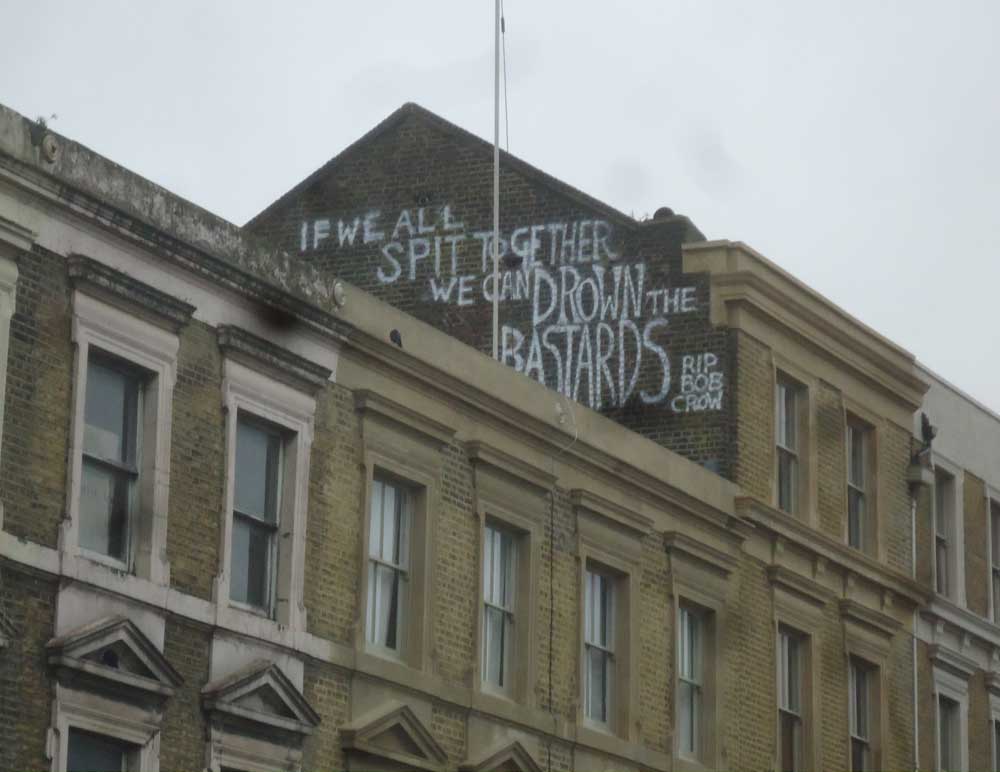 IF WE ALL
SPIT TOGETHER
WE CAN DROWN THE
BASTARDS
RIP
BOB
CROW